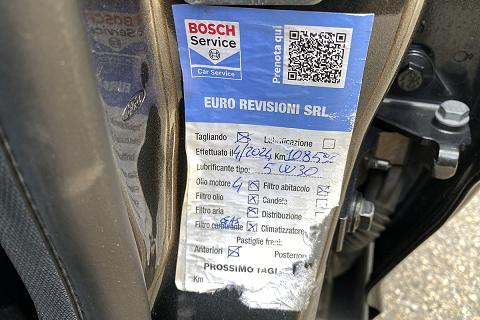 BOSCH
Service
Car Service
Prenota qui
EURO REVISIONI SRL
Tagliando Lubrificazione
Effettuato il 4/2024 Km
Lubrificante tipo: 5W30
Olio motore 4 Filtro abitacolo
Filtro olio Candele
Filtro aria Distribuzione
Filtro carburante Climatizzatore
Pastiglie freni
Anteriori Posteriori
PROSSIMO
Km
Ford